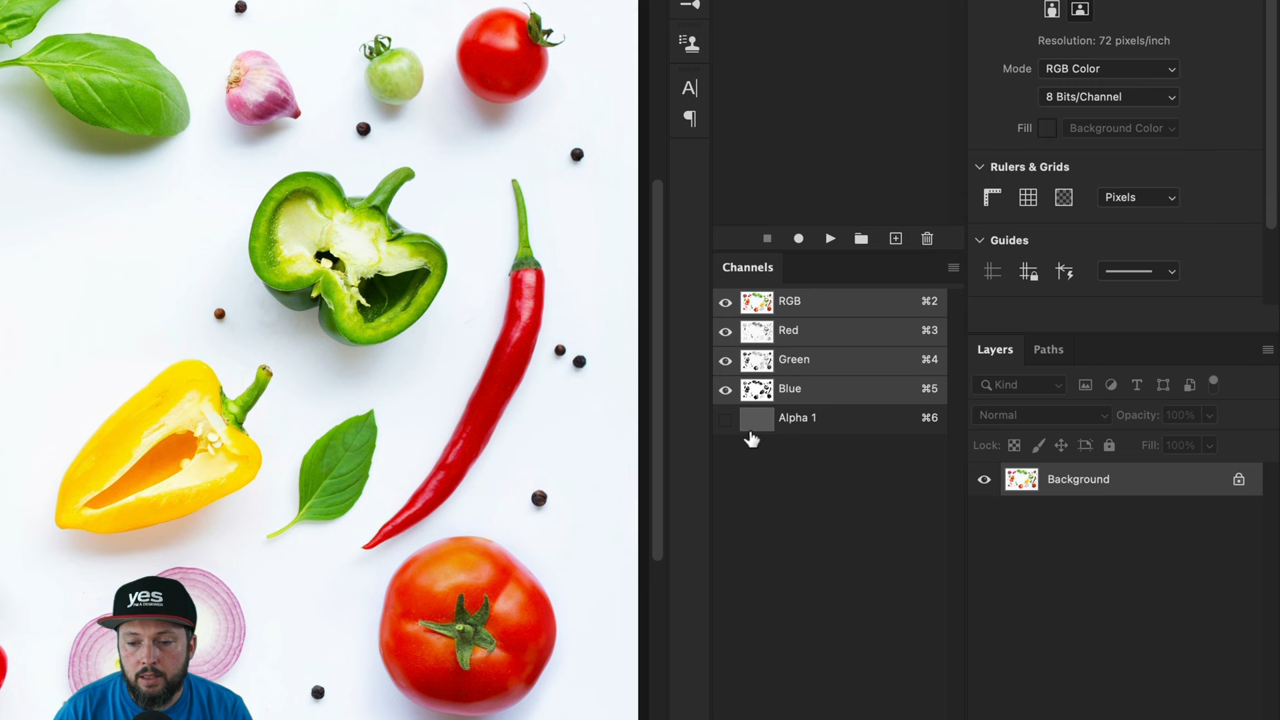 Resolution: 72 pixels/inch
Mode RGB Color
8 Bits/Channel
Fill Background Color
Rulers & Grids
Pixels
Guides
A|
¶
Channels
RGB ⌘2
Red ⌘3
Green ⌘4
Blue ⌘5
Alpha 1 ⌘6
Layers Paths
Kind
Normal Opacity: 100%
Lock: Fill: 100%
Background
yes